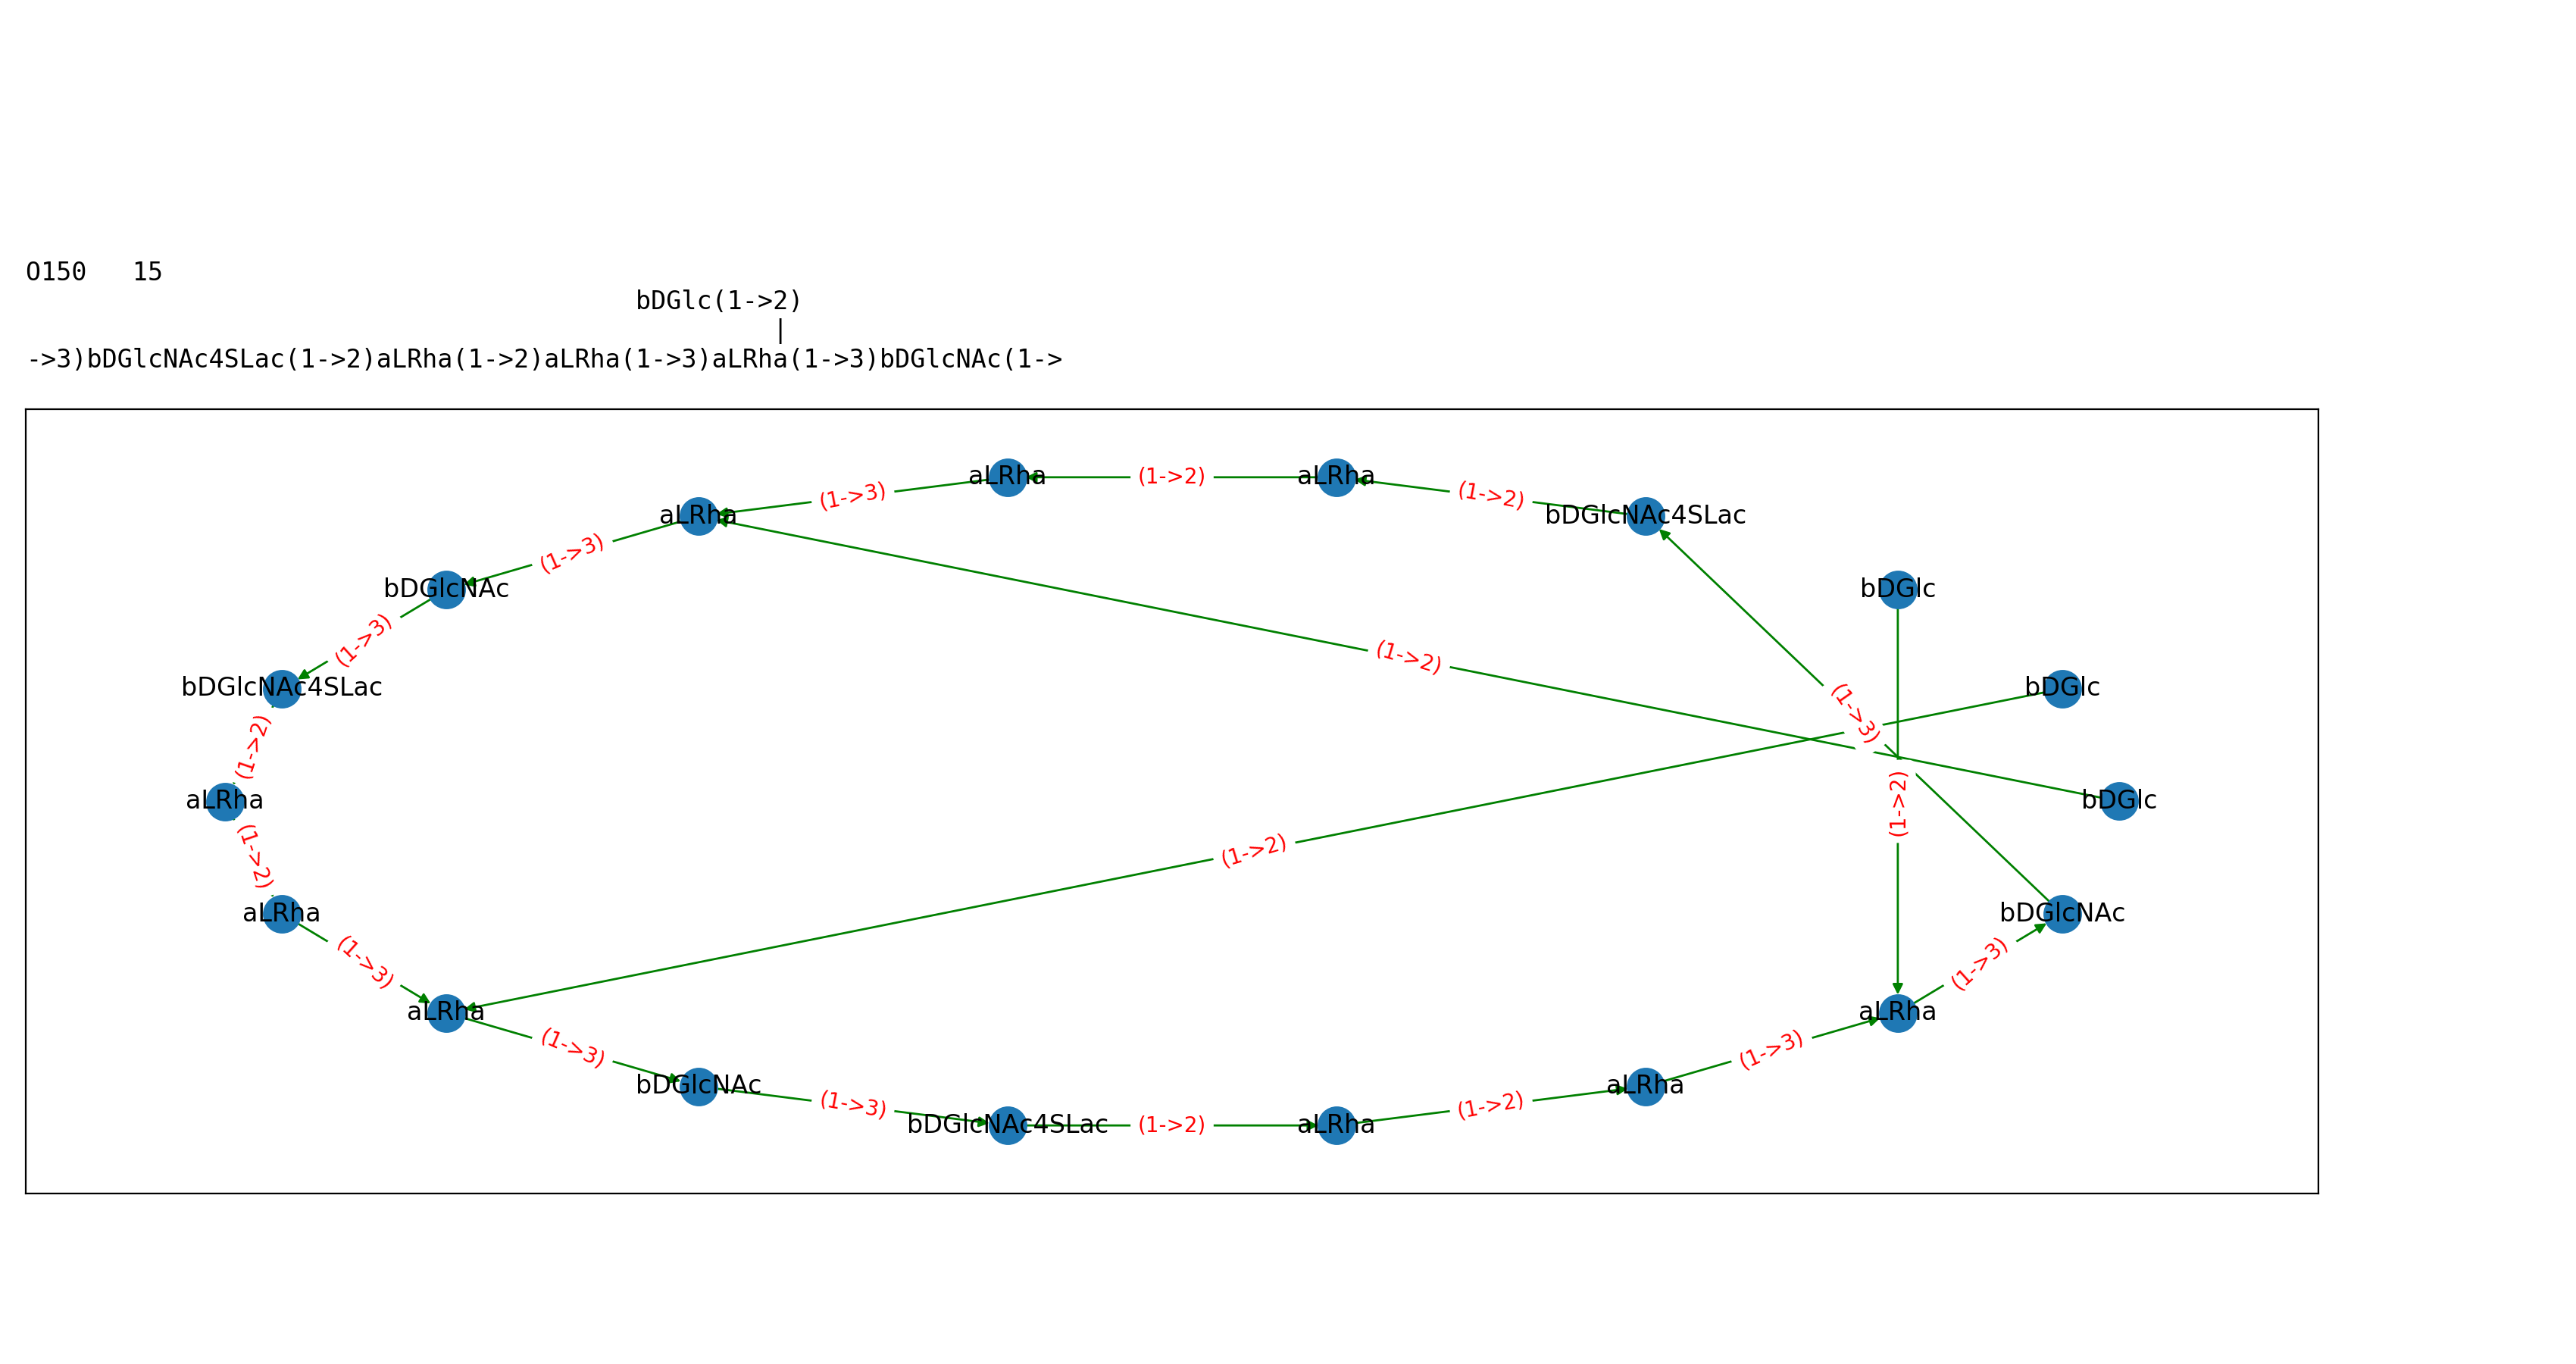 O150   15
bDGlc(1->2)
|
->3)bDGlcNAc4SLac(1->2)aLRha(1->2)aLRha(1->3)aLRha(1->3)bDGlcNAc(1->
aLRha (1->2) aLRha
(1->3) (1->2)
aLRha bDGlcNAc4SLac
(1->3)
bDGlcNAc bDGlc
(1->3) (1->2)
bDGlcNAc4SLac bDGlc
(1->3)
(1->2)
aLRha (1->2) bDGlc
(1->2) (1->2)
aLRha bDGlcNAc
(1->3) (1->3)
aLRha aLRha
(1->3) (1->3)
bDGlcNAc aLRha
(1->3) (1->2)
bDGlcNAc4SLac (1->2) aLRha